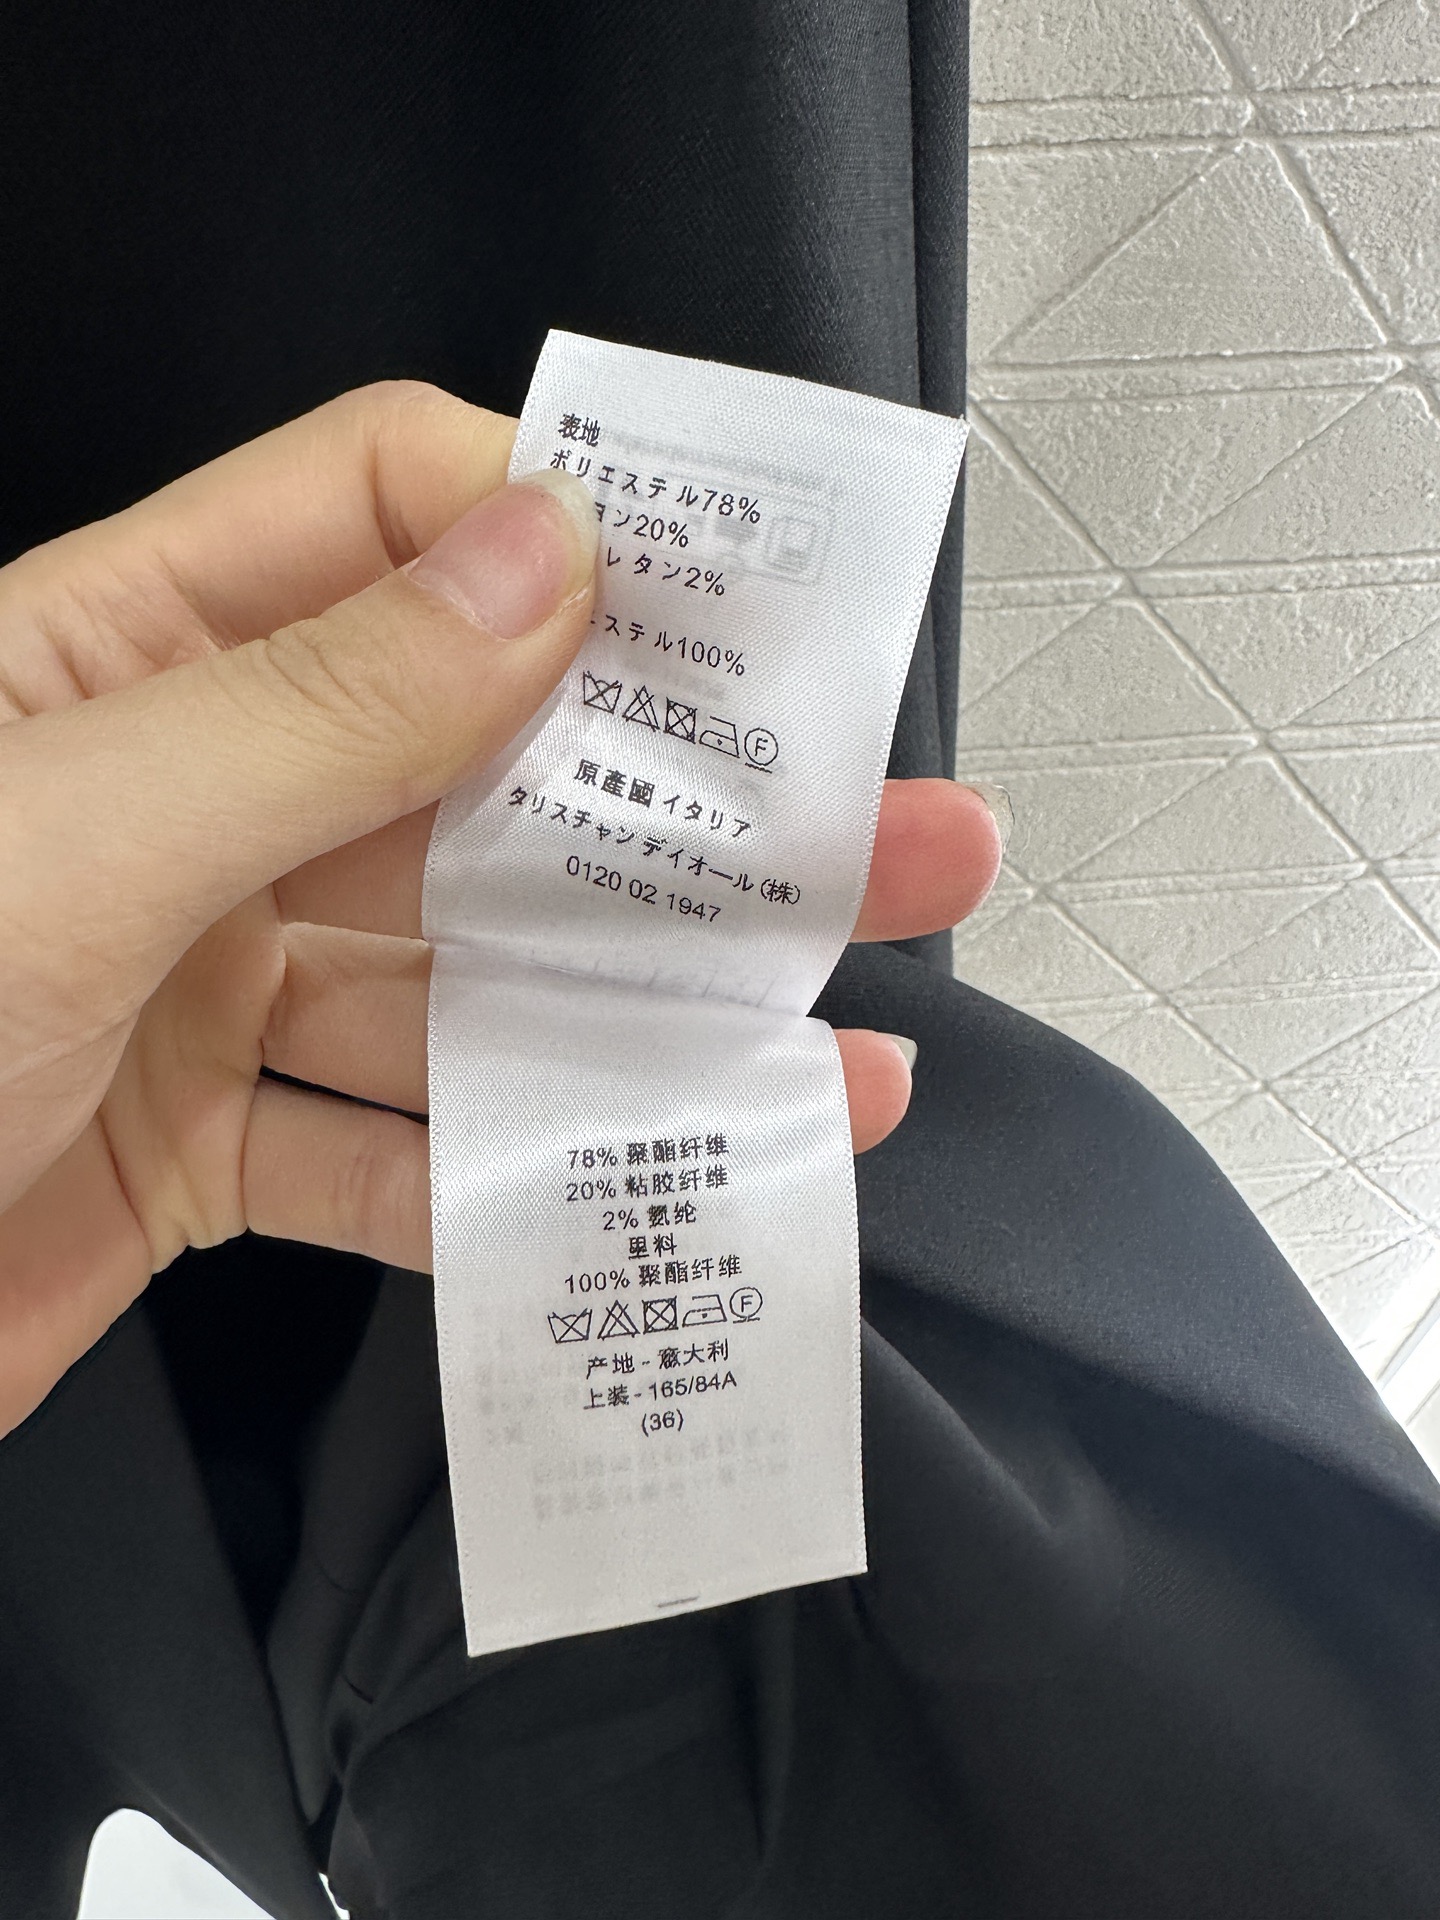 表地
ポリエステル78%
ヨン20%
レタン2%
エステル100%
F
原產國 イタリア
タリスチャン ディオール (株)
0120 02 1947
78% 聚酯纤维
20% 粘胶纤维
2% 氨纶
里料
100% 聚酯纤维
F
产地 - 意大利
上装 - 165/84A
(36)